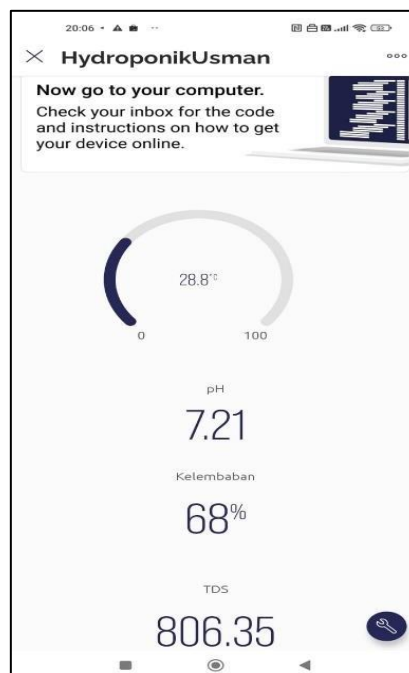 20:06
HydroponikUsman
Now go to your computer.
Check your inbox for the code
and instructions on how to get
your device online.
28.8°C
0 100
pH
7.21
Kelembaban
68%
TDS
806.35